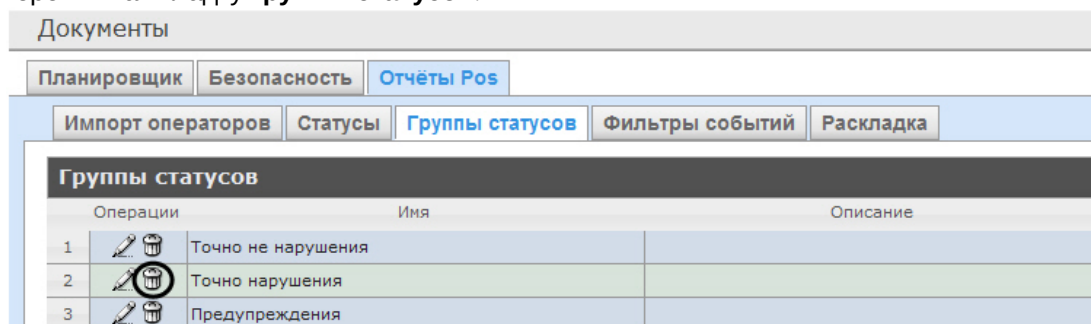 Документы
Планировщик Безопасность Отчёты Pos
Импорт операторов Статусы Группы статусов Фильтры событий Раскладка
Группы статусов
Операции Имя Описание
1 Точно не нарушения
2 Точно нарушения
3 Предупреждения